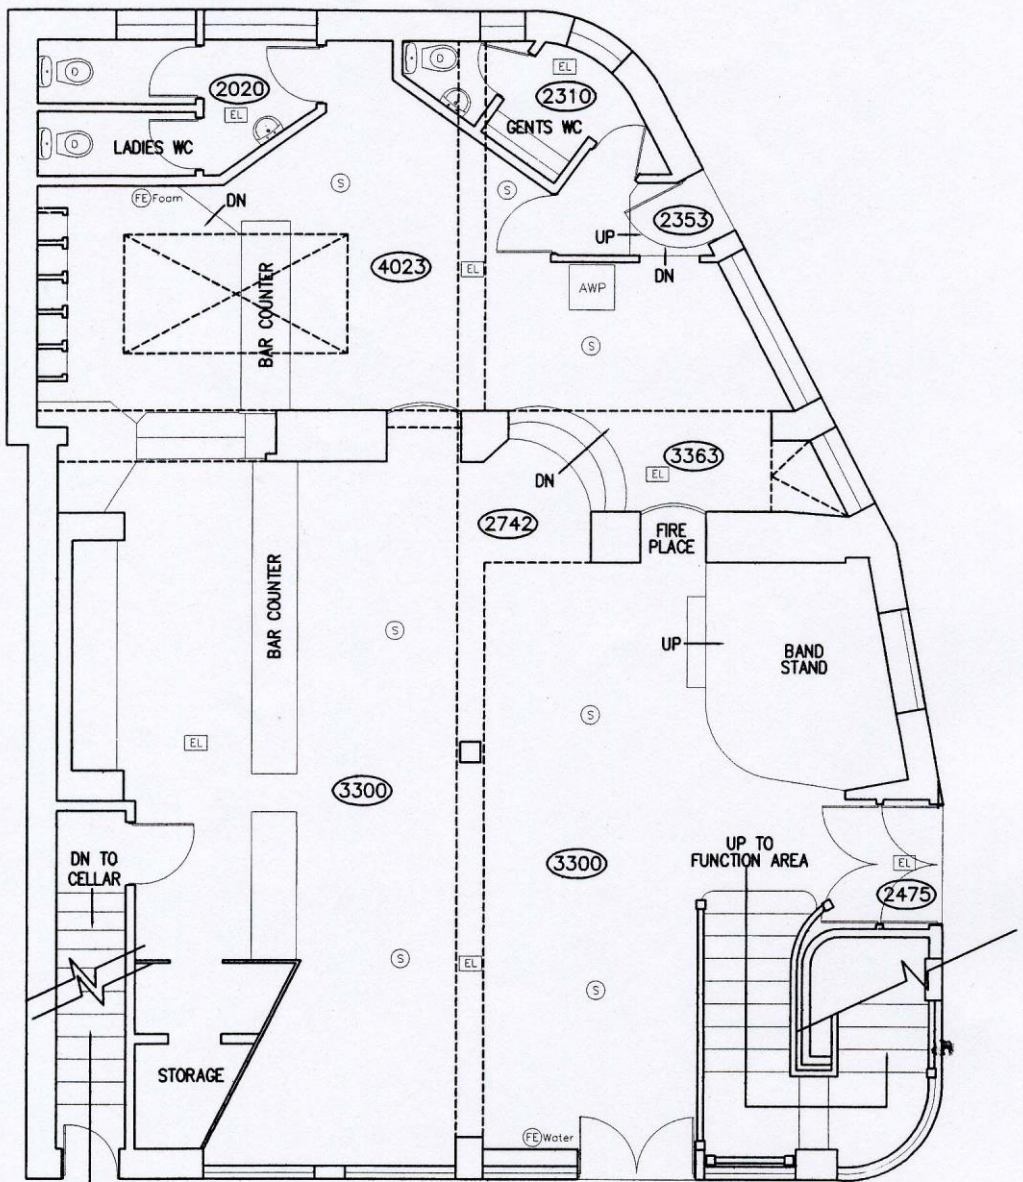 D
EL
2020
EL
2310
D
LADIES WC
GENTS WC
D
S
S
FE Foam
DN
2353
UP
4023
EL
DN
AWP
BAR COUNTER
S
3363
DN
EL
2742
FIRE
PLACE
BAR COUNTER
S
UP
BAND
STAND
S
EL
3300
DN TO
CELLAR
UP TO
FUNCTION AREA
3300
EL
2475
S
EL
S
STORAGE
FE Water